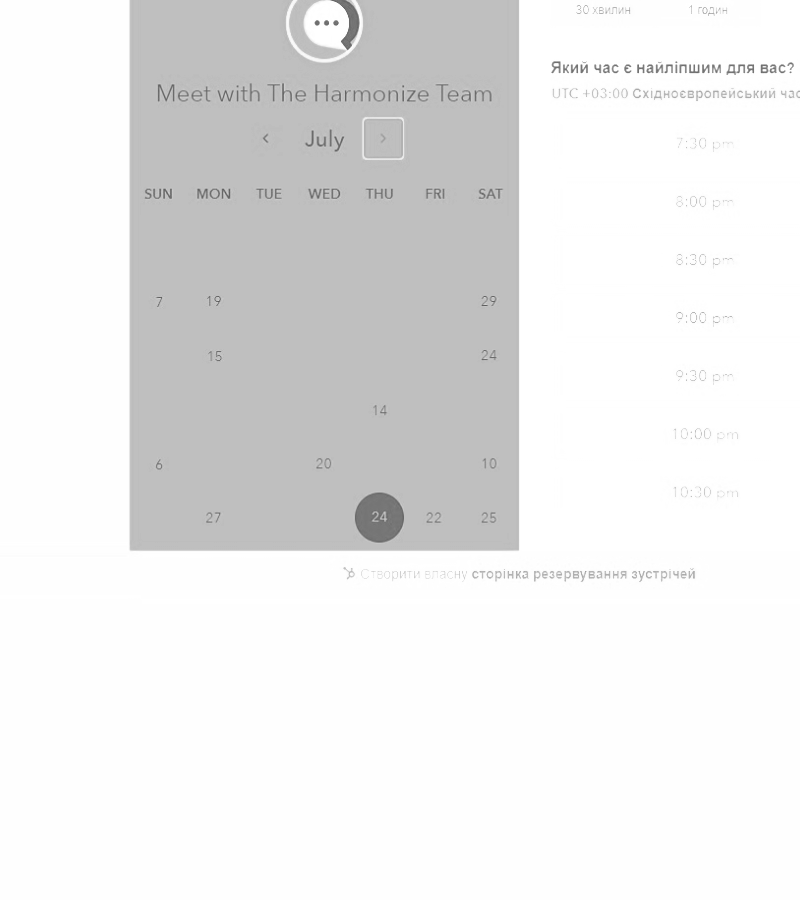 30 хвилин 1 годин
Meet with The Harmonize Team
July
SUN MON TUE WED THU FRI SAT
7 19 29
15 24
14
6 20 10
27 24 22 25
Який час є найліпшим для вас?
UTC +03:00 Східноєвропейський час
7:30 pm
8:00 pm
8:30 pm
9:00 pm
9:30 pm
10:00 pm
10:30 pm
Створити власну сторінка резервування зустрічей